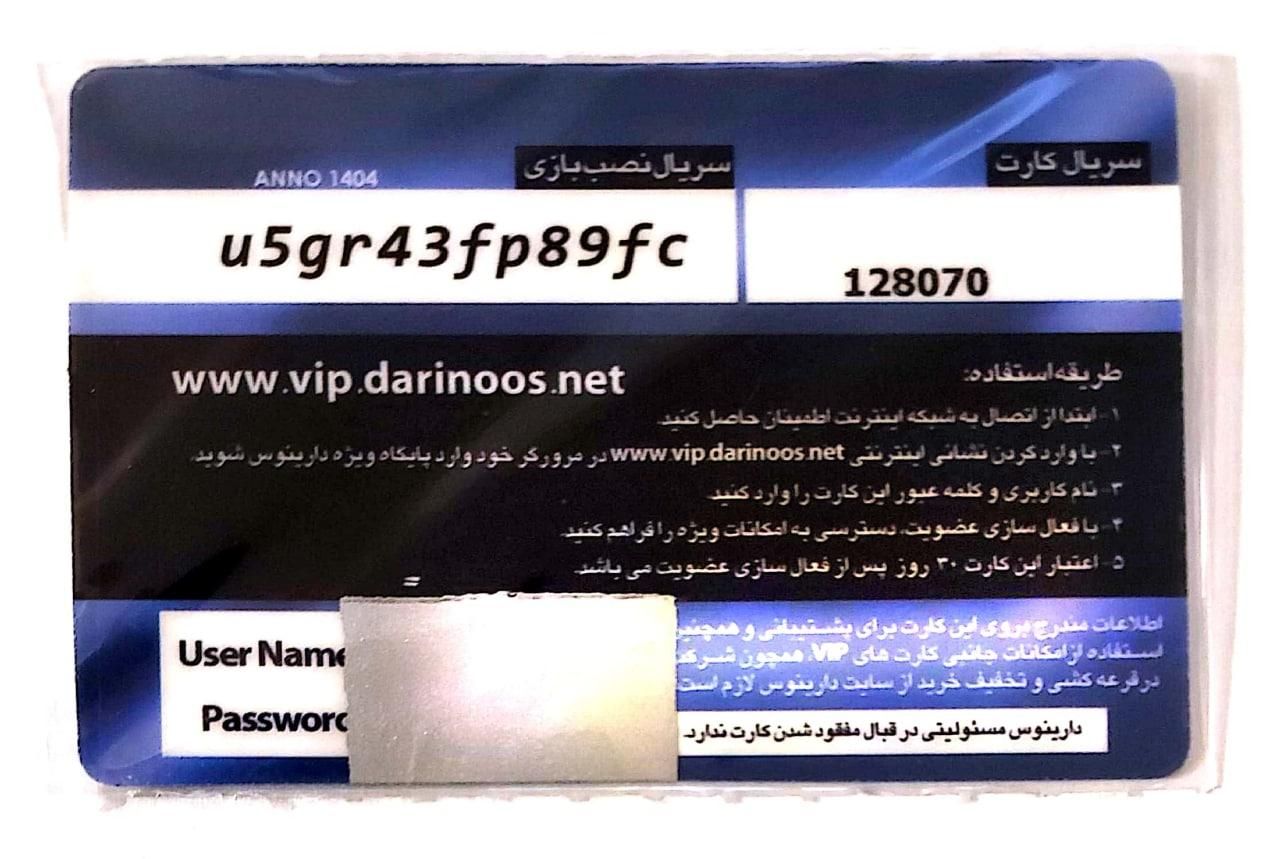 سریال کارت
سریال نصب بازی
ANNO 1404
128070
u5gr43fp89fc
طریقه استفاده:
www.vip.darinoos.net
۱- ابتدا از اتصال به شبکه اینترنت اطمینان حاصل کنید.
۲- با وارد کردن نشانی اینترنتی www.vip.darinoos.net در مرورگر خود وارد پایگاه ویژه دارینوس شوید.
۳- نام کاربری و کلمه عبور این کارت را وارد کنید.
۴- با فعال سازی عضویت، دسترسی به امکانات ویژه را فراهم کنید.
۵- اعتبار این کارت ۳۰ روز پس از فعال سازی عضویت می باشد.
اطلاعات مندرج بروی این کارت برای پشتیبانی و همچنین
استفاده از امکانات جانبی کارت های VIP، همچون شرکت
در قرعه کشی و تخفیف خرید از سایت دارینوس لازم است.
دارینوس مسئولیتی در قبال مفقود شدن کارت ندارد.
User Name
Password